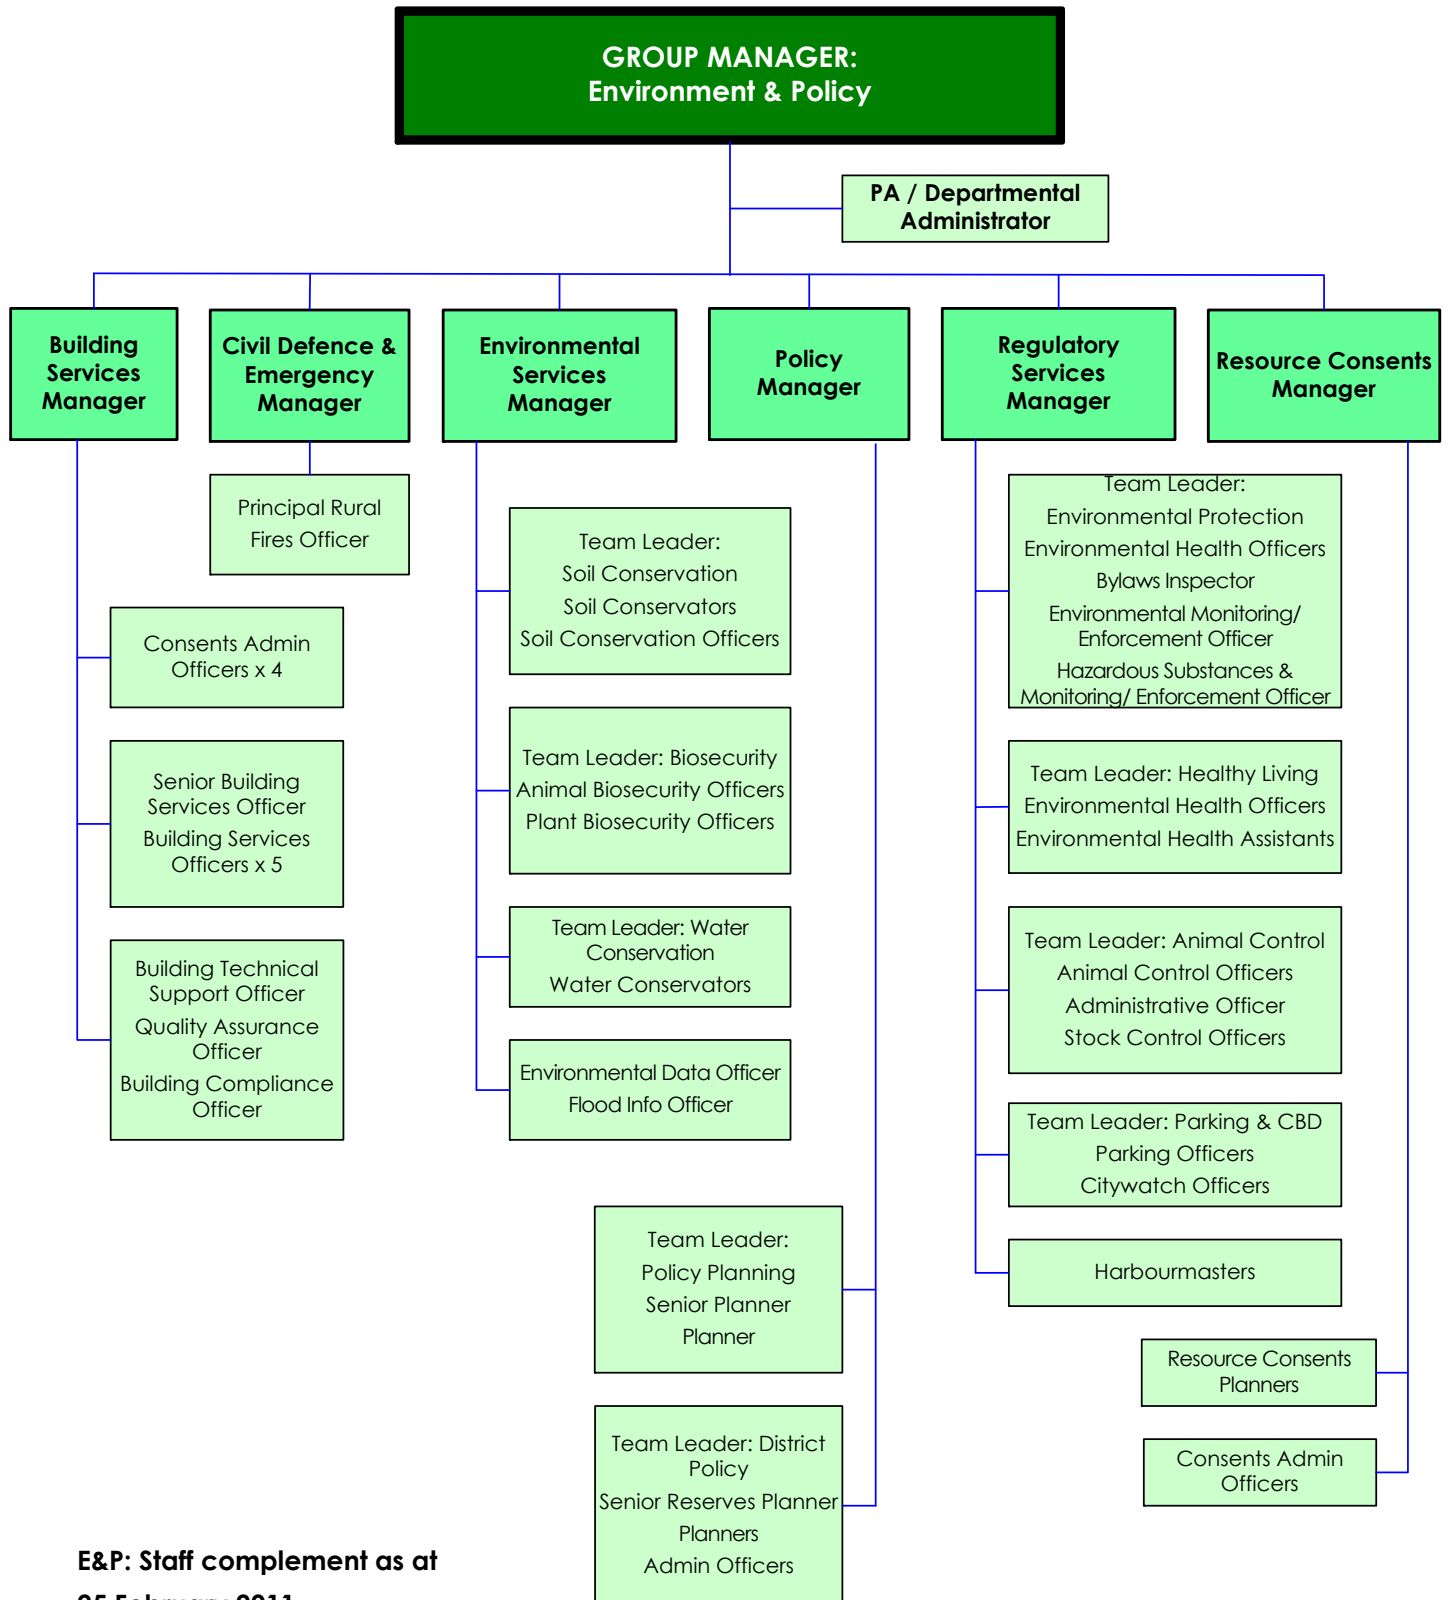 GROUP MANAGER:
Environment & Policy
PA / Departmental
Administrator
Building
Services
Manager
Civil Defence &
Emergency
Manager
Environmental
Services
Manager
Policy
Manager
Regulatory
Services
Manager
Resource Consents
Manager
Consents Admin
Officers x 4
Senior Building
Services Officer
Building Services
Officers x 5
Building Technical
Support Officer
Quality Assurance
Officer
Building Compliance
Officer
Principal Rural
Fires Officer
Team Leader:
Soil Conservation
Soil Conservators
Soil Conservation Officers
Team Leader: Biosecurity
Animal Biosecurity Officers
Plant Biosecurity Officers
Team Leader: Water
Conservation
Water Conservators
Environmental Data Officer
Flood Info Officer
Team Leader:
Policy Planning
Senior Planner
Planner
Team Leader: District
Policy
Senior Reserves Planner
Planners
Admin Officers
Team Leader:
Environmental Protection
Environmental Health Officers
Bylaws Inspector
Environmental Monitoring/
Enforcement Officer
Hazardous Substances &
Monitoring/ Enforcement Officer
Team Leader: Healthy Living
Environmental Health Officers
Environmental Health Assistants
Team Leader: Animal Control
Animal Control Officers
Administrative Officer
Stock Control Officers
Team Leader: Parking & CBD
Parking Officers
Citywatch Officers
Harbourmasters
Resource Consents
Planners
Consents Admin
Officers
E&P: Staff complement as at
February 2011